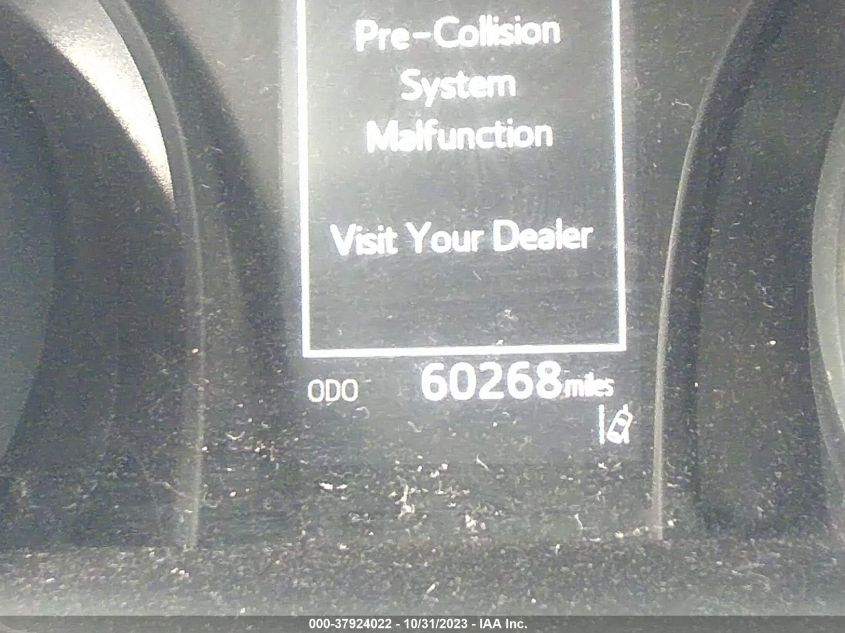 Pre-Collision
System
Malfunction
Visit Your Dealer
ODO 60268 miles
000-37924022 - 10/31/2023 - IAA Inc.